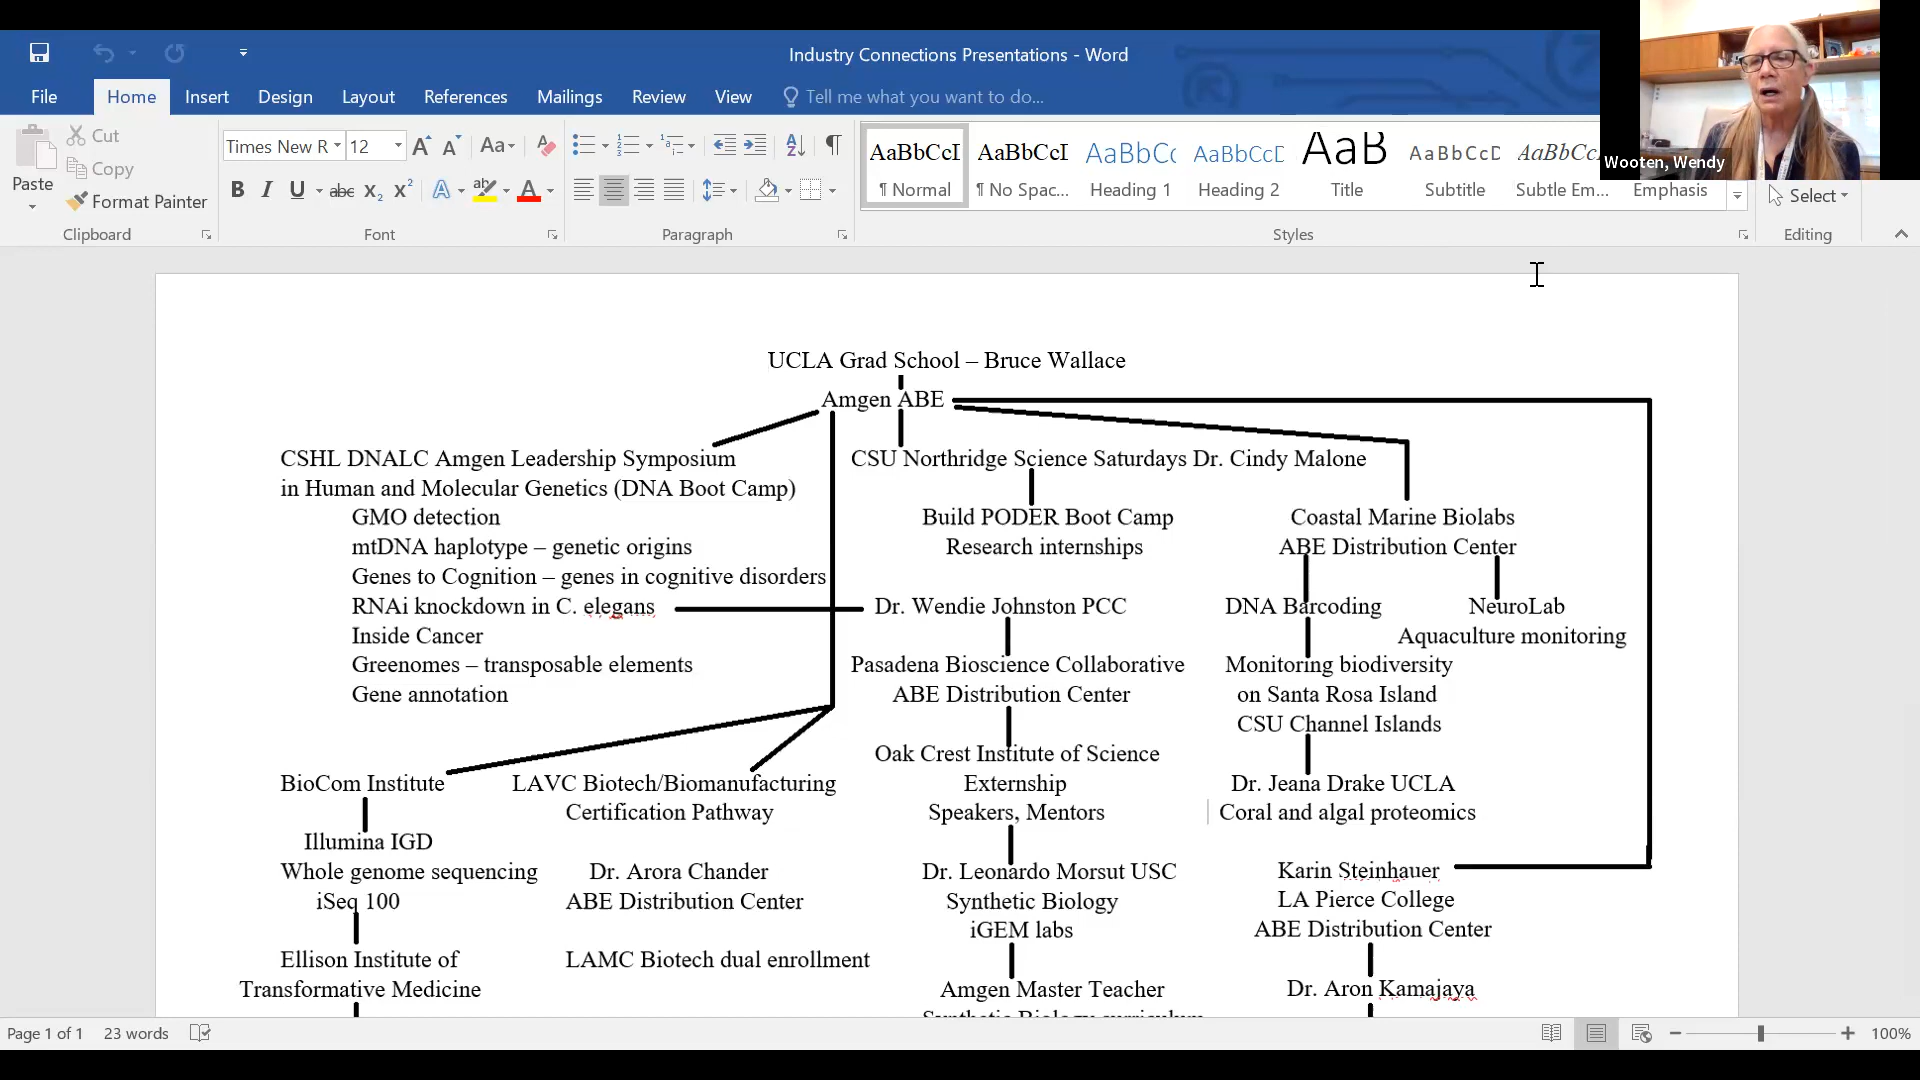 Industry Connections Presentations - Word
File Home Insert Design Layout References Mailings Review View Tell me what you want to do...
Wooten, Wendy
Paste
Cut
Copy
Format Painter
Clipboard
Times New R 12
Aa
B I U abc X₂ X²
Font
Paragraph
AaBbCcI AaBbCcI AaBbCc AaBbCcD AaB AaBbCcD AaBbCc
¶ Normal ¶ No Spac... Heading 1 Heading 2 Title Subtitle Subtle Em... Emphasis
Styles
Select
Editing
UCLA Grad School – Bruce Wallace
Amgen ABE
CSHL DNALC Amgen Leadership Symposium
in Human and Molecular Genetics (DNA Boot Camp)
GMO detection
mtDNA haplotype – genetic origins
Genes to Cognition – genes in cognitive disorders
RNAi knockdown in C. elegans
Inside Cancer
Greenomes – transposable elements
Gene annotation
CSU Northridge Science Saturdays Dr. Cindy Malone
Build PODER Boot Camp
Research internships
Dr. Wendie Johnston PCC
Pasadena Bioscience Collaborative
ABE Distribution Center
Oak Crest Institute of Science
Externship
Speakers, Mentors
Dr. Leonardo Morsut USC
Synthetic Biology
iGEM labs
Amgen Master Teacher
Synthetic Biology curriculum
Coastal Marine Biolabs
ABE Distribution Center
DNA Barcoding
Monitoring biodiversity
on Santa Rosa Island
CSU Channel Islands
Dr. Jeana Drake UCLA
Coral and algal proteomics
NeuroLab
Aquaculture monitoring
Karin Steinhauer
LA Pierce College
ABE Distribution Center
Dr. Aron Kamajaya
BioCom Institute
Illumina IGD
Whole genome sequencing
iSeq 100
Ellison Institute of
Transformative Medicine
LAVC Biotech/Biomanufacturing
Certification Pathway
Dr. Arora Chander
ABE Distribution Center
LAMC Biotech dual enrollment
Page 1 of 1 23 words
100%